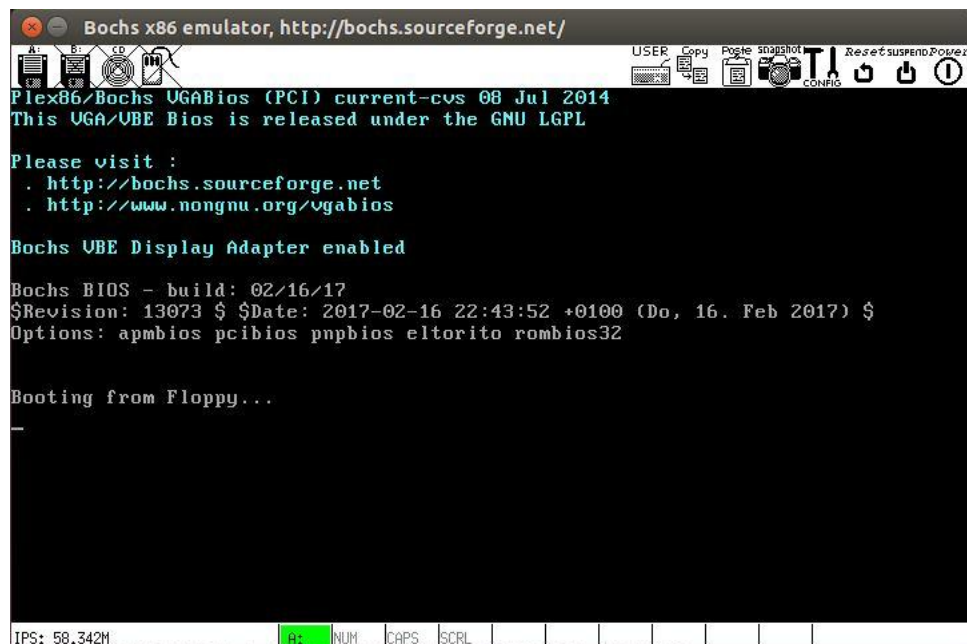 Bochs x86 emulator, http://bochs.sourceforge.net/
A: B: CD USER Copy Paste snapshot CONFIG Reset SUSPEND Power
Plex86/Bochs VGABios (PCI) current-cvs 08 Jul 2014
This VGA/VBE Bios is released under the GNU LGPL
Please visit :
. http://bochs.sourceforge.net
. http://www.nongnu.org/vgabios
Bochs VBE Display Adapter enabled
Bochs BIOS - build: 02/16/17
$Revision: 13073 $ $Date: 2017-02-16 22:43:52 +0100 (Do, 16. Feb 2017) $
Options: apmbios pcibios pnpbios eltorito rombios32
Booting from Floppy...
_
IPS: 58.342M A: NUM CAPS SCRL